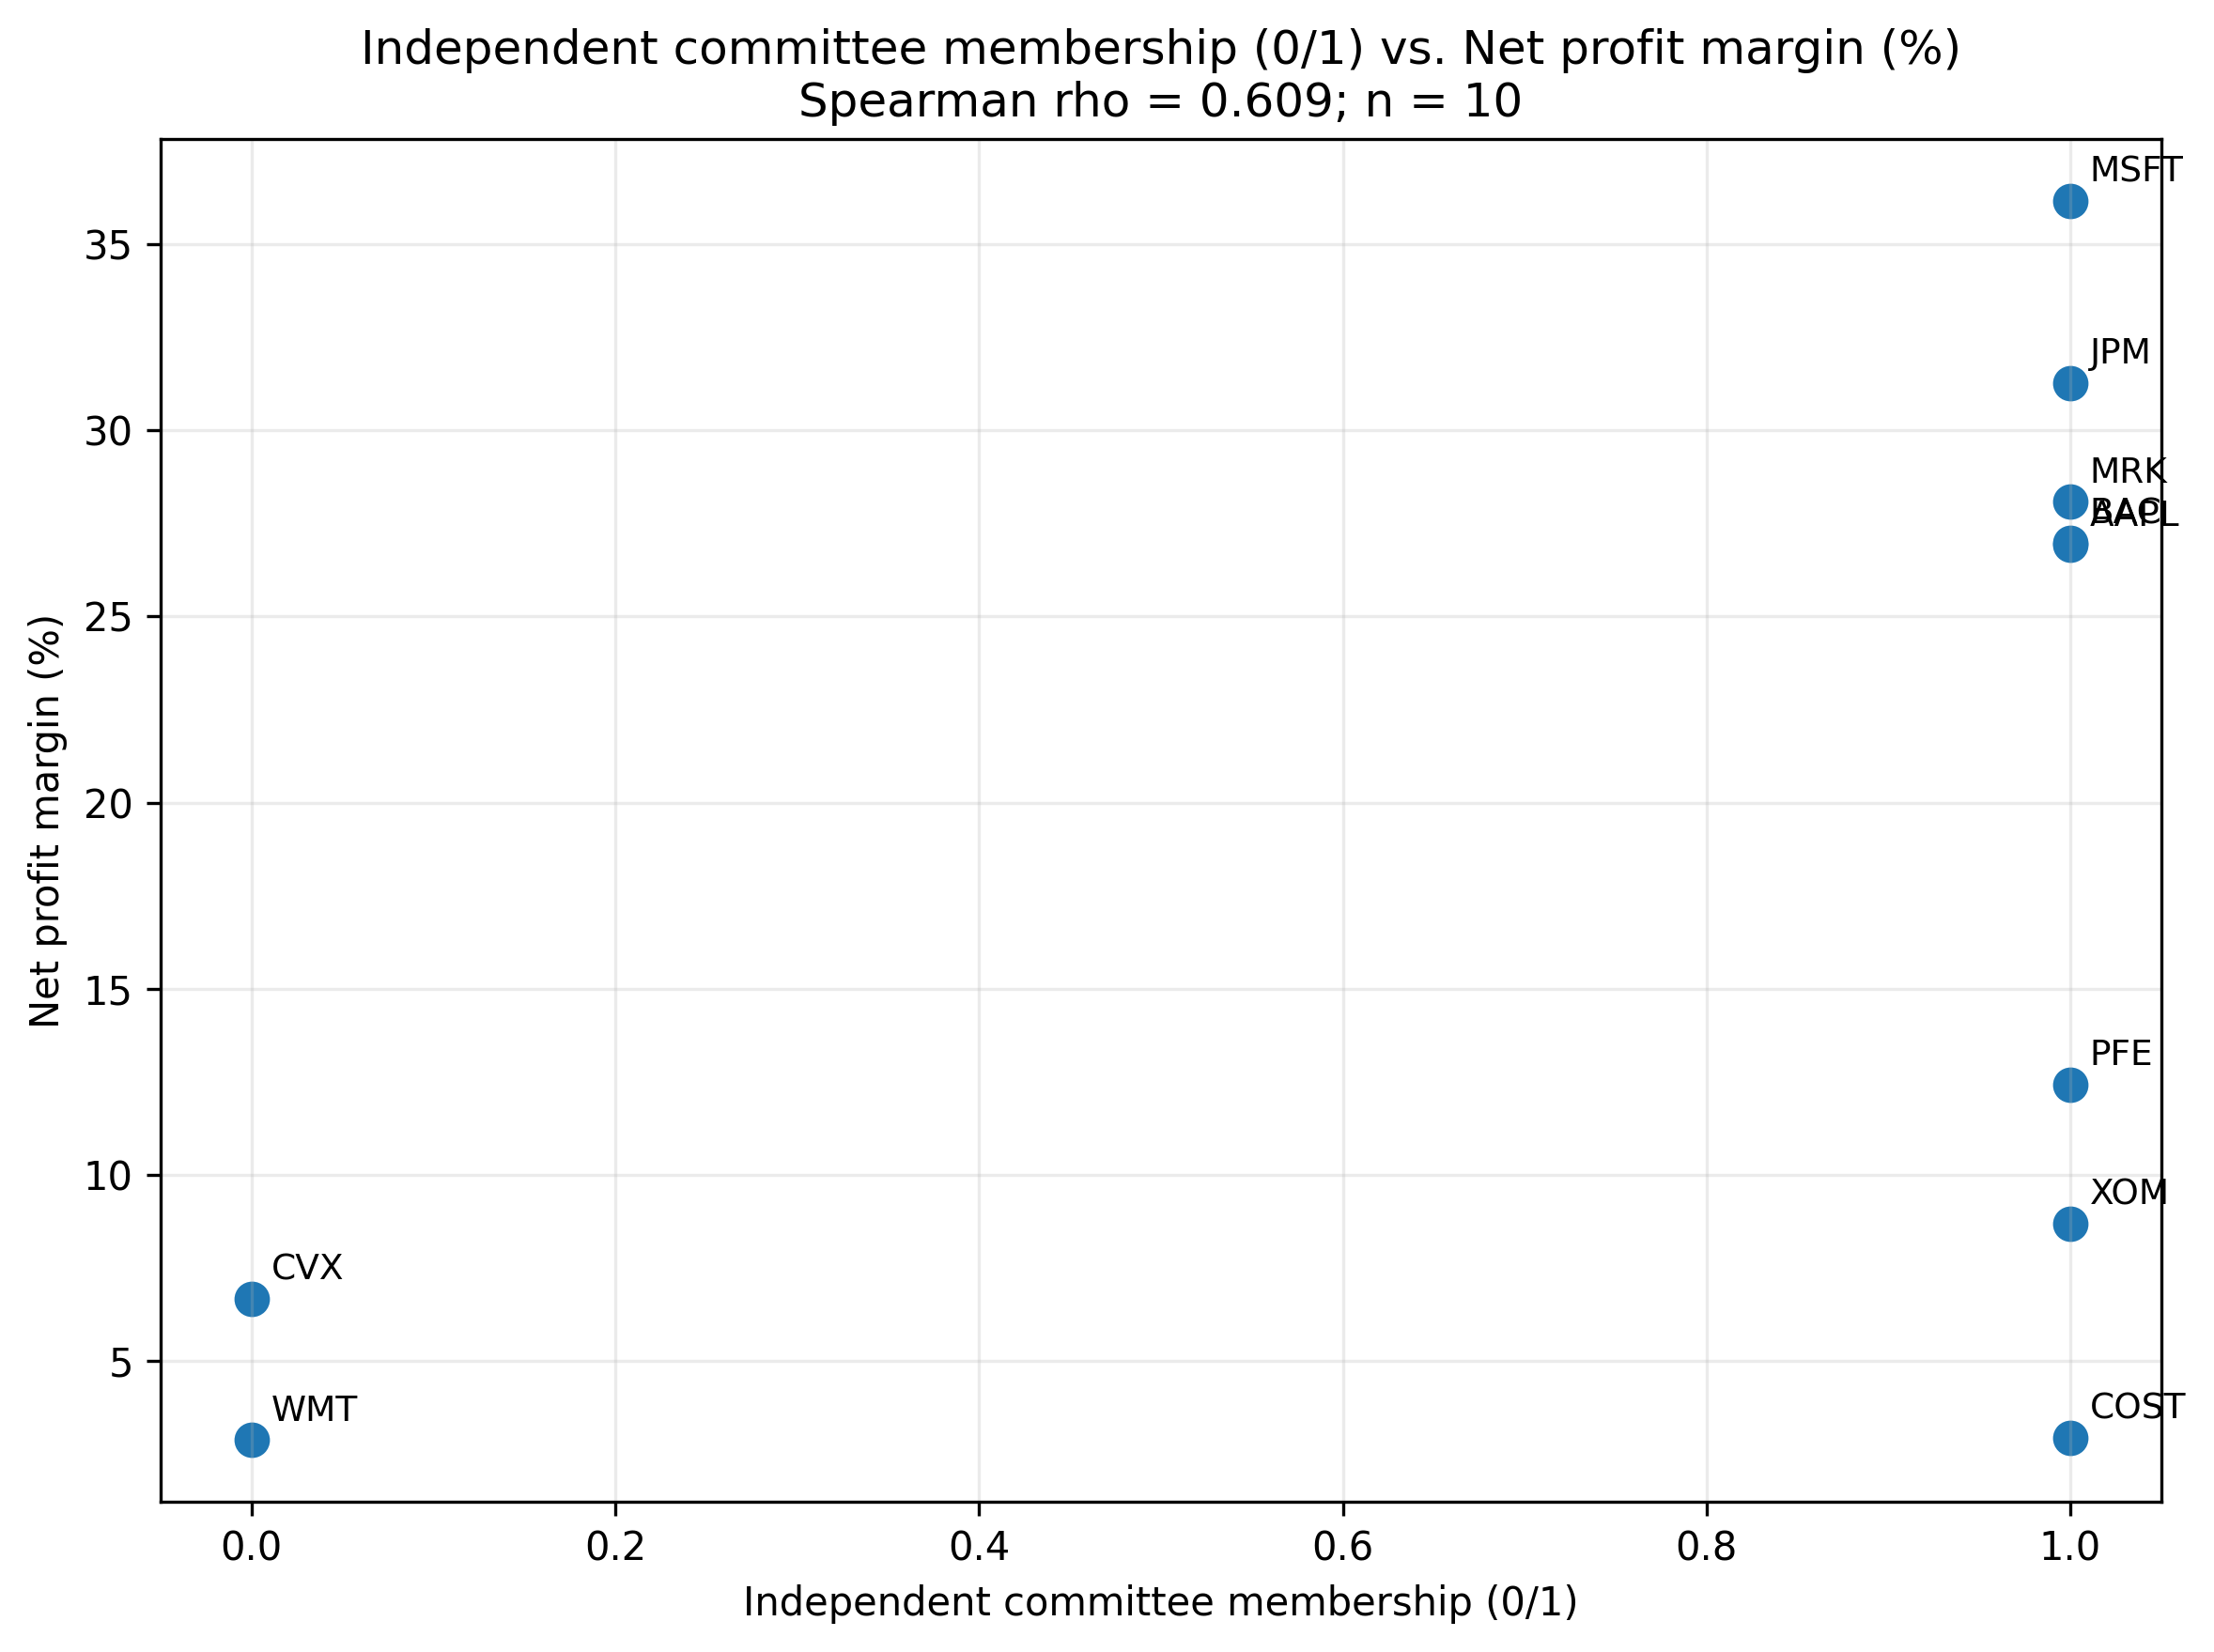 Independent committee membership (0/1) vs. Net profit margin (%)
Spearman rho = 0.609; n = 10
Net profit margin (%)
35
30
25
20
15
10
5
MSFT
JPM
MRK
BAC
AAPL
PFE
XOM
CVX
WMT
COST
0.0 0.2 0.4 0.6 0.8 1.0
Independent committee membership (0/1)